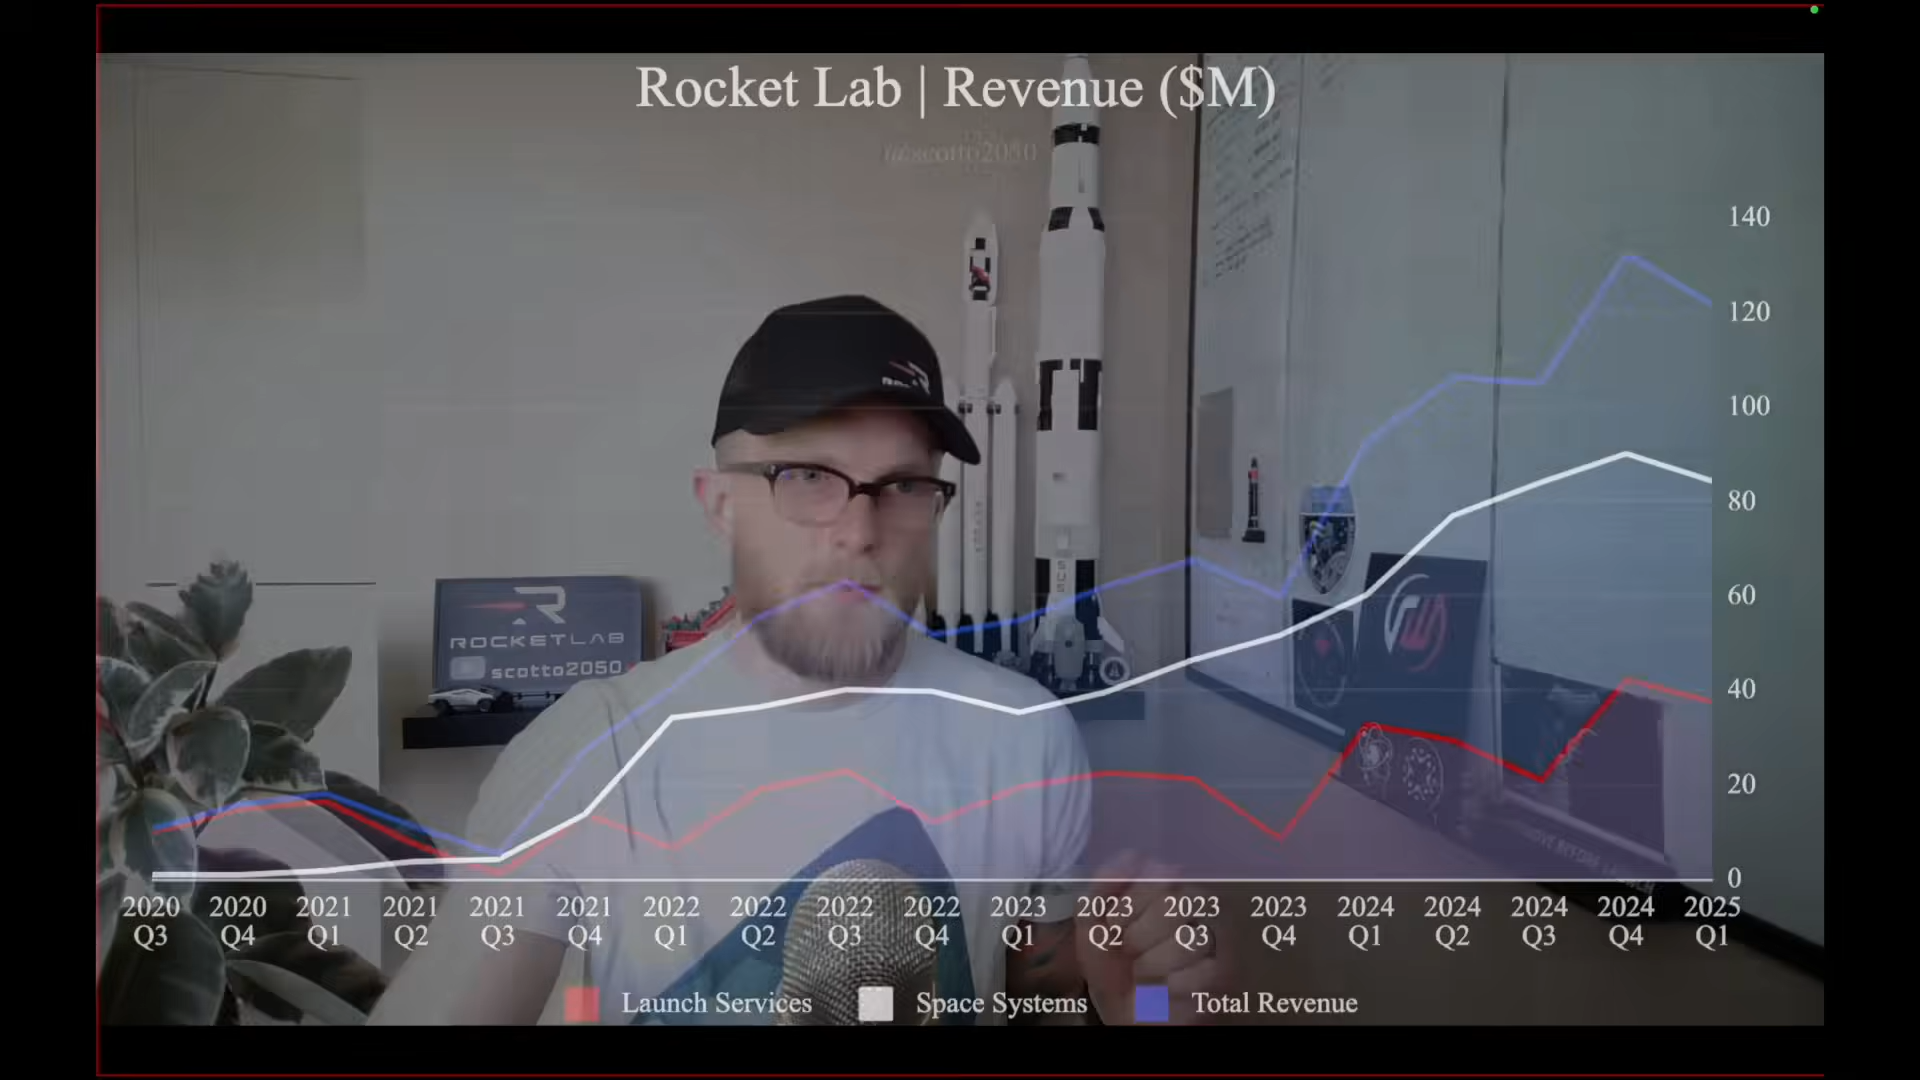 Rocket Lab | Revenue ($M)
scotto2050
140
120
100
80
60
40
20
0
ROCKETLAB
scotto2050
2020 Q3
2020 Q4
2021 Q1
2021 Q2
2021 Q3
2021 Q4
2022 Q1
2022 Q2
2022 Q3
2022 Q4
2023 Q1
2023 Q2
2023 Q3
2023 Q4
2024 Q1
2024 Q2
2024 Q3
2024 Q4
2025 Q1
Launch Services
Space Systems
Total Revenue